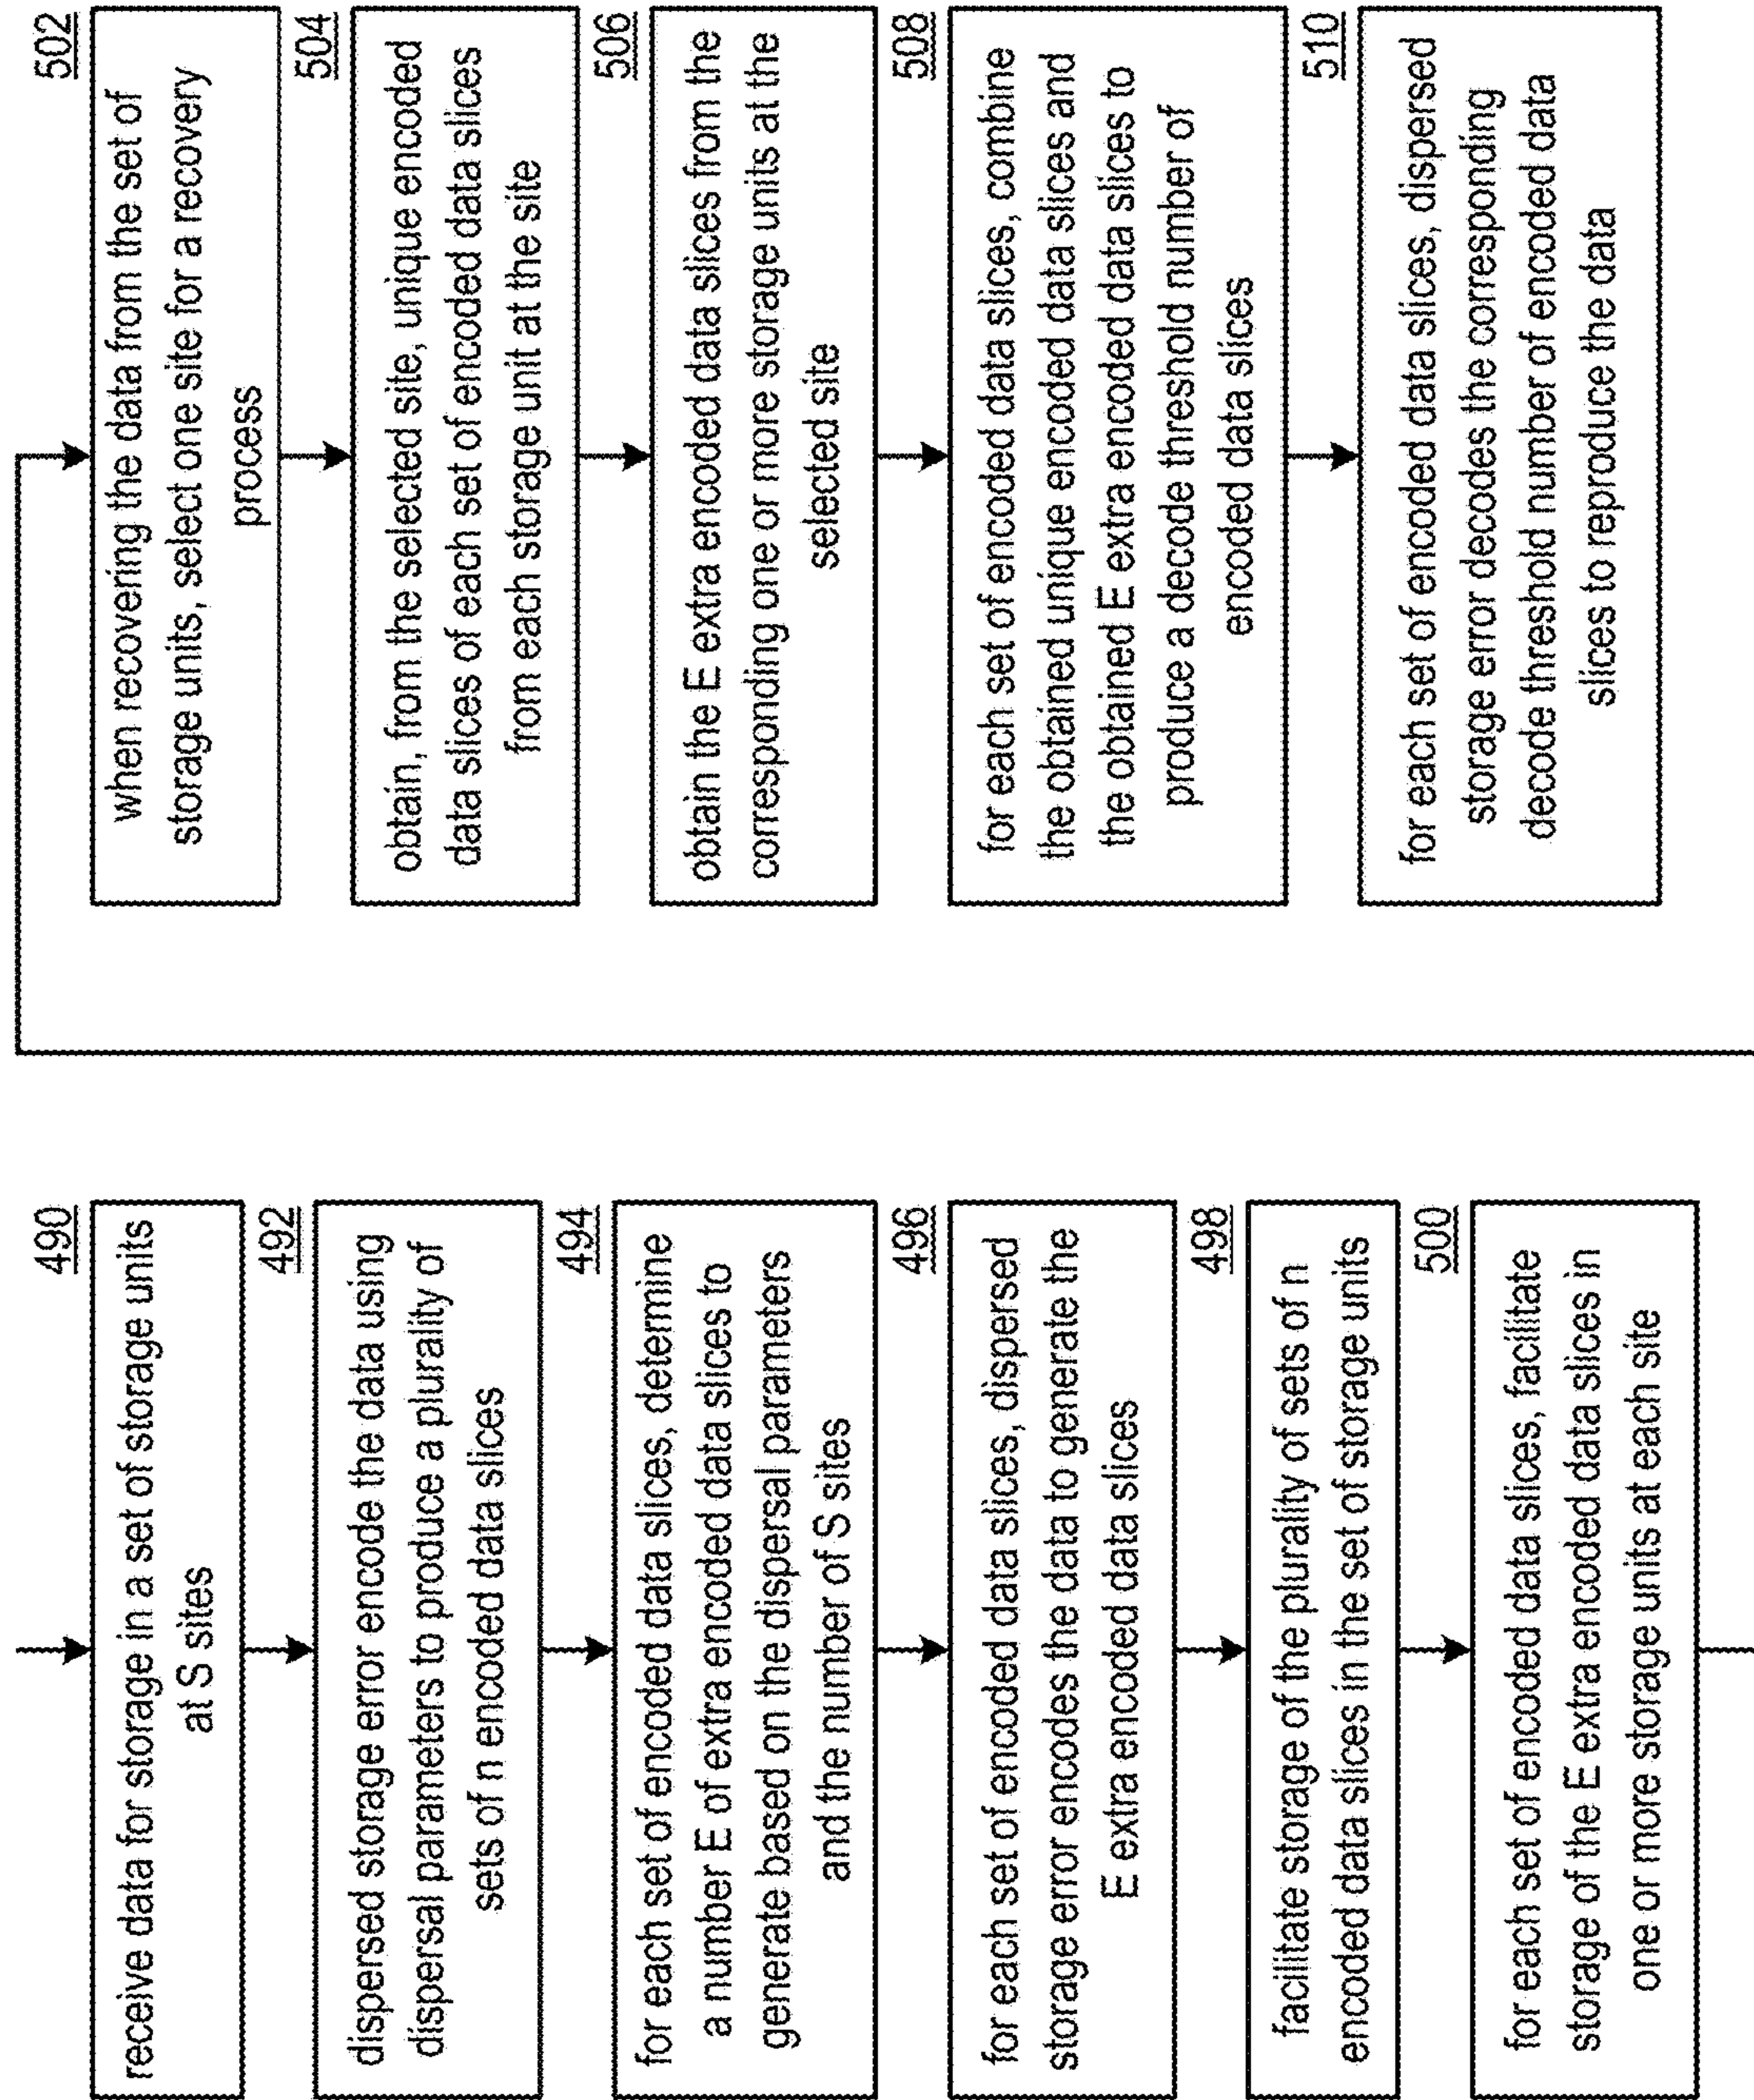 490
receive data for storage in a set of storage units
at S sites
492
dispersed storage error encode the data using
dispersal parameters to produce a plurality of
sets of n encoded data slices
494
for each set of encoded data slices, determine
a number E of extra encoded data slices to
generate based on the dispersal parameters
and the number of S sites
496
for each set of encoded data slices, dispersed
storage error encodes the data to generate the
E extra encoded data slices
498
facilitate storage of the plurality of sets of n
encoded data slices in the set of storage units
500
for each set of encoded data slices, facilitate
storage of the E extra encoded data slices in
one or more storage units at each site
502
when recovering the data from the set of
storage units, select one site for a recovery
process
504
obtain, from the selected site, unique encoded
data slices of each set of encoded data slices
from each storage unit at the site
506
obtain the E extra encoded data slices from the
corresponding one or more storage units at the
selected site
508
for each set of encoded data slices, combine
the obtained unique encoded data slices and
the obtained E extra encoded data slices to
produce a decode threshold number of
encoded data slices
510
for each set of encoded data slices, dispersed
storage error decodes the corresponding
decode threshold number of encoded data
slices to reproduce the data